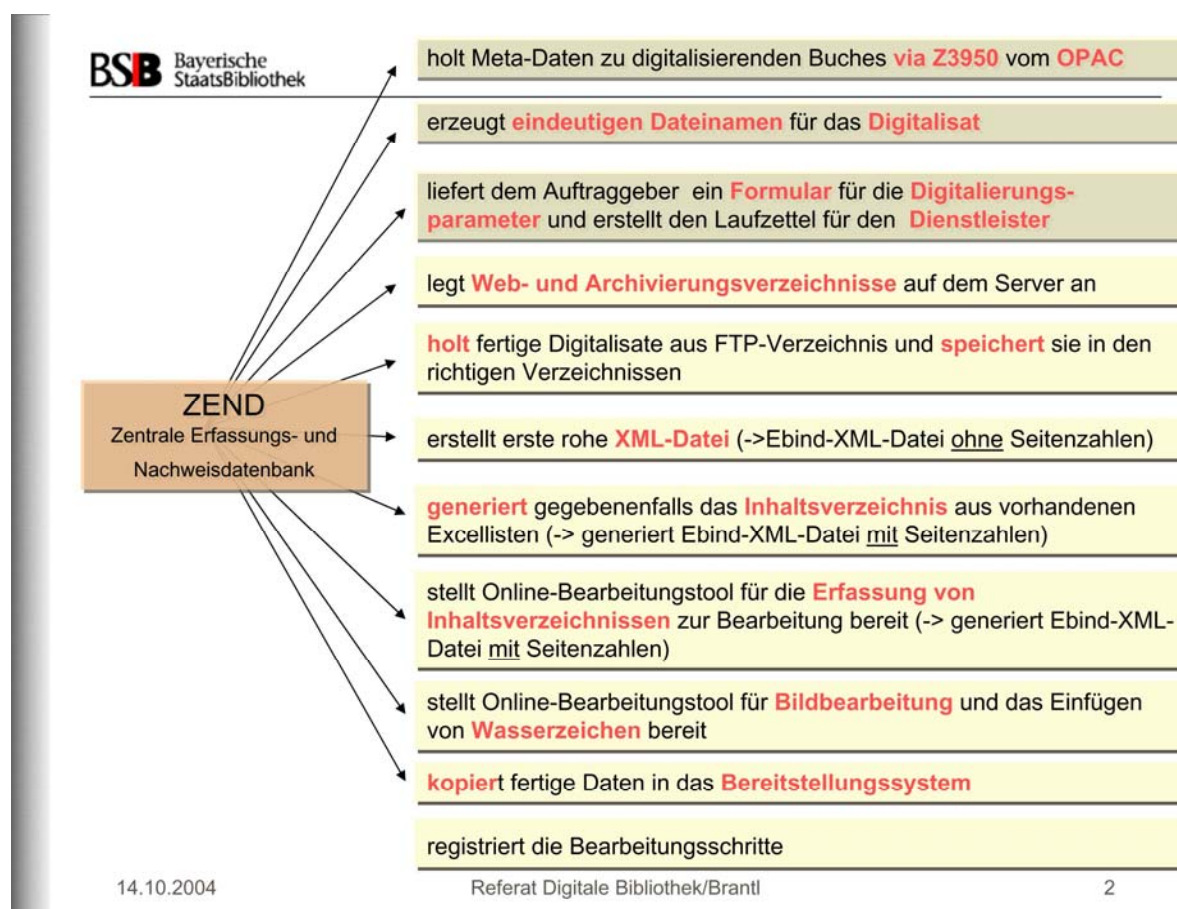 BSB Bayerische
StaatsBibliothek
holt Meta-Daten zu digitalisierenden Buches via Z3950 vom OPAC
erzeugt eindeutigen Dateinamen für das Digitalisat
liefert dem Auftraggeber ein Formular für die Digitalierungs-
parameter und erstellt den Laufzettel für den Dienstleister
legt Web- und Archivierungsverzeichnisse auf dem Server an
holt fertige Digitalisate aus FTP-Verzeichnis und speichert sie in den
richtigen Verzeichnissen
ZEND
Zentrale Erfassungs- und
Nachweisdatenbank
erstellt erste rohe XML-Datei (->Ebind-XML-Datei ohne Seitenzahlen)
generiert gegebenenfalls das Inhaltsverzeichnis aus vorhandenen
Excellisten (-> generiert Ebind-XML-Datei mit Seitenzahlen)
stellt Online-Bearbeitungstool für die Erfassung von
Inhaltsverzeichnissen zur Bearbeitung bereit (-> generiert Ebind-XML-
Datei mit Seitenzahlen)
stellt Online-Bearbeitungstool für Bildbearbeitung und das Einfügen
von Wasserzeichen bereit
kopiert fertige Daten in das Bereitstellungssystem
registriert die Bearbeitungsschritte
14.10.2004 Referat Digitale Bibliothek/Brantl 2